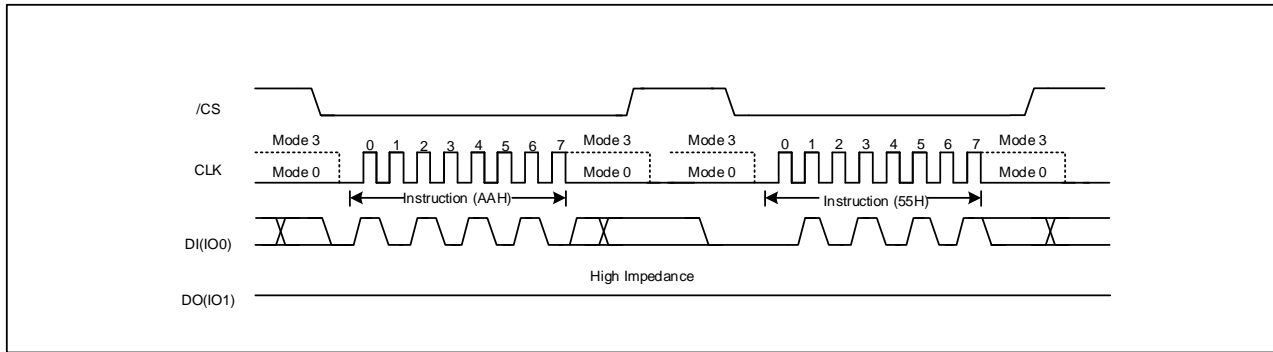 /CS
Mode 3 0 1 2 3 4 5 6 7 Mode 3 Mode 3 0 1 2 3 4 5 6 7 Mode 3
CLK Mode 0 Mode 0 Mode 0 Mode 0
Instruction (AAH) Instruction (55H)
DI(IO0)
High Impedance
DO(IO1)